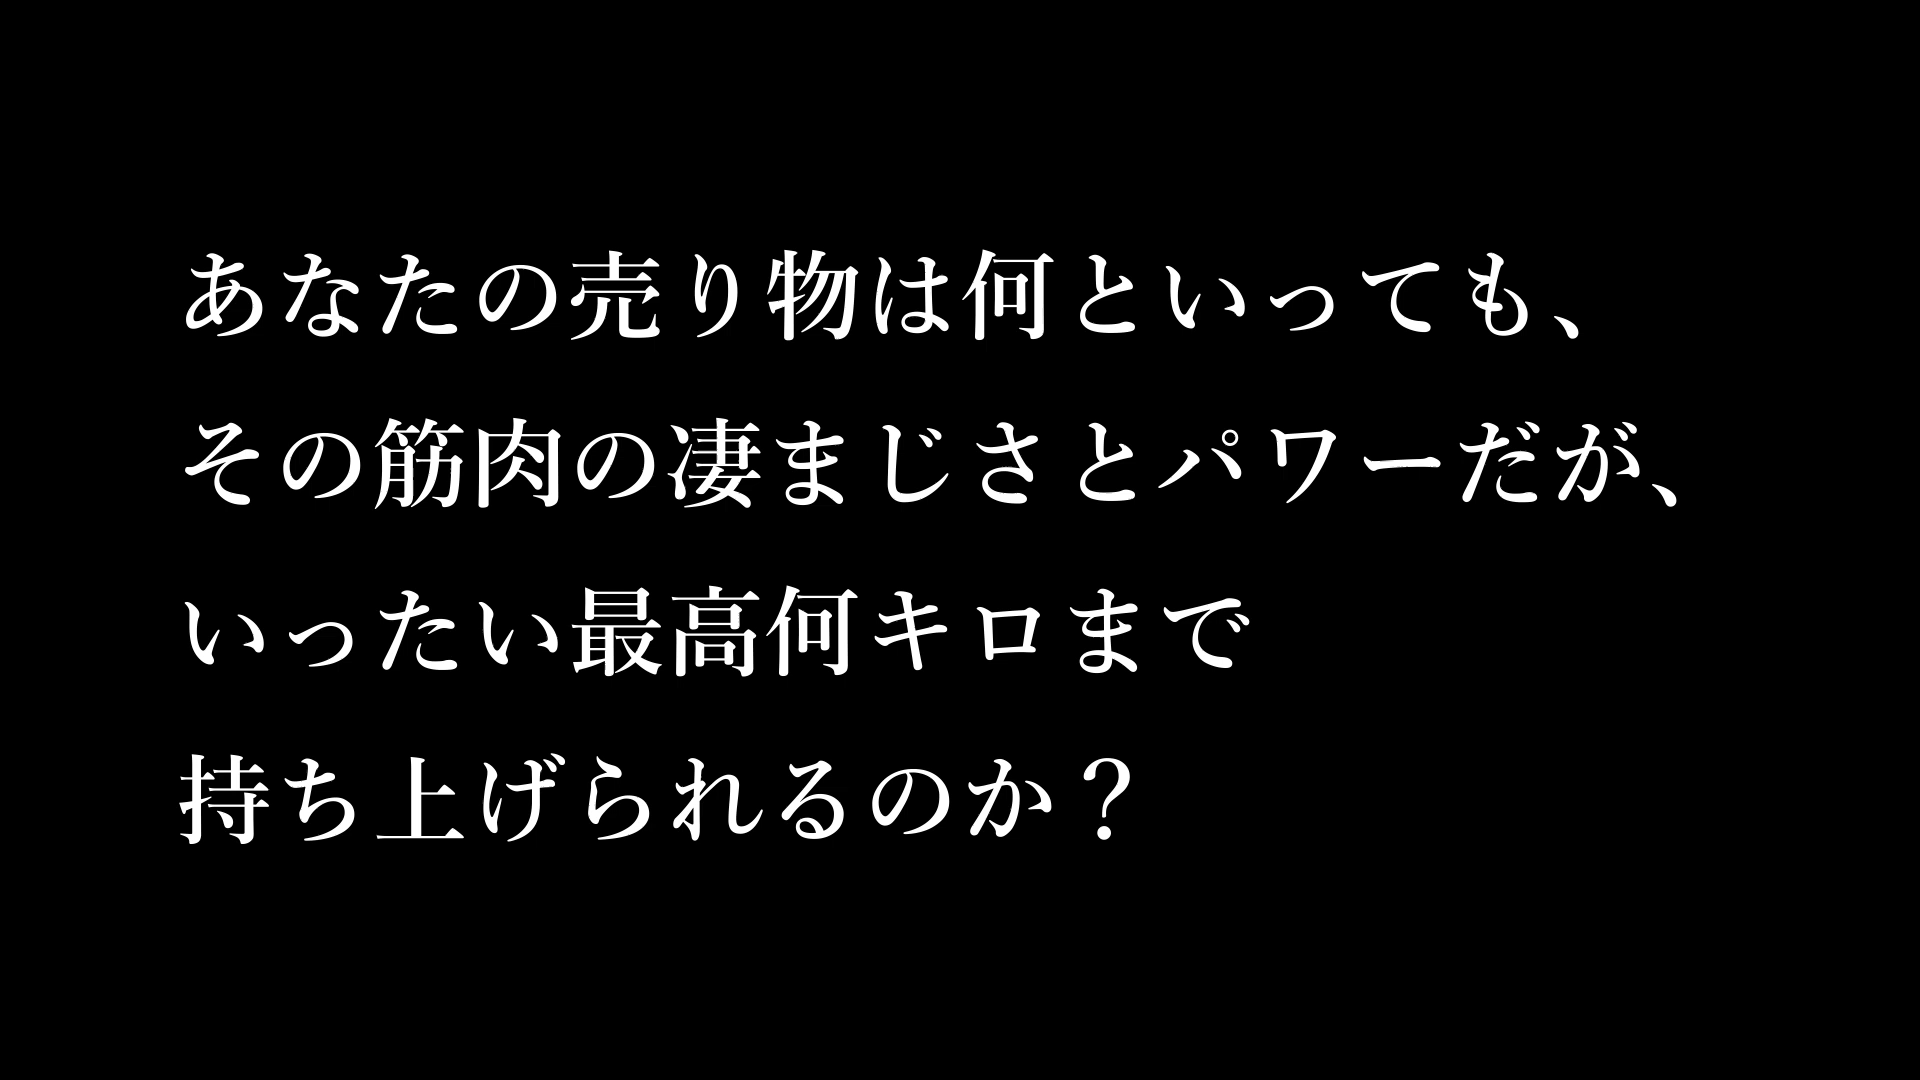 あなたの売り物は何といっても、
その筋肉の凄まじさとパワーだが、
いったい最高何キロまで
持ち上げられるのか？